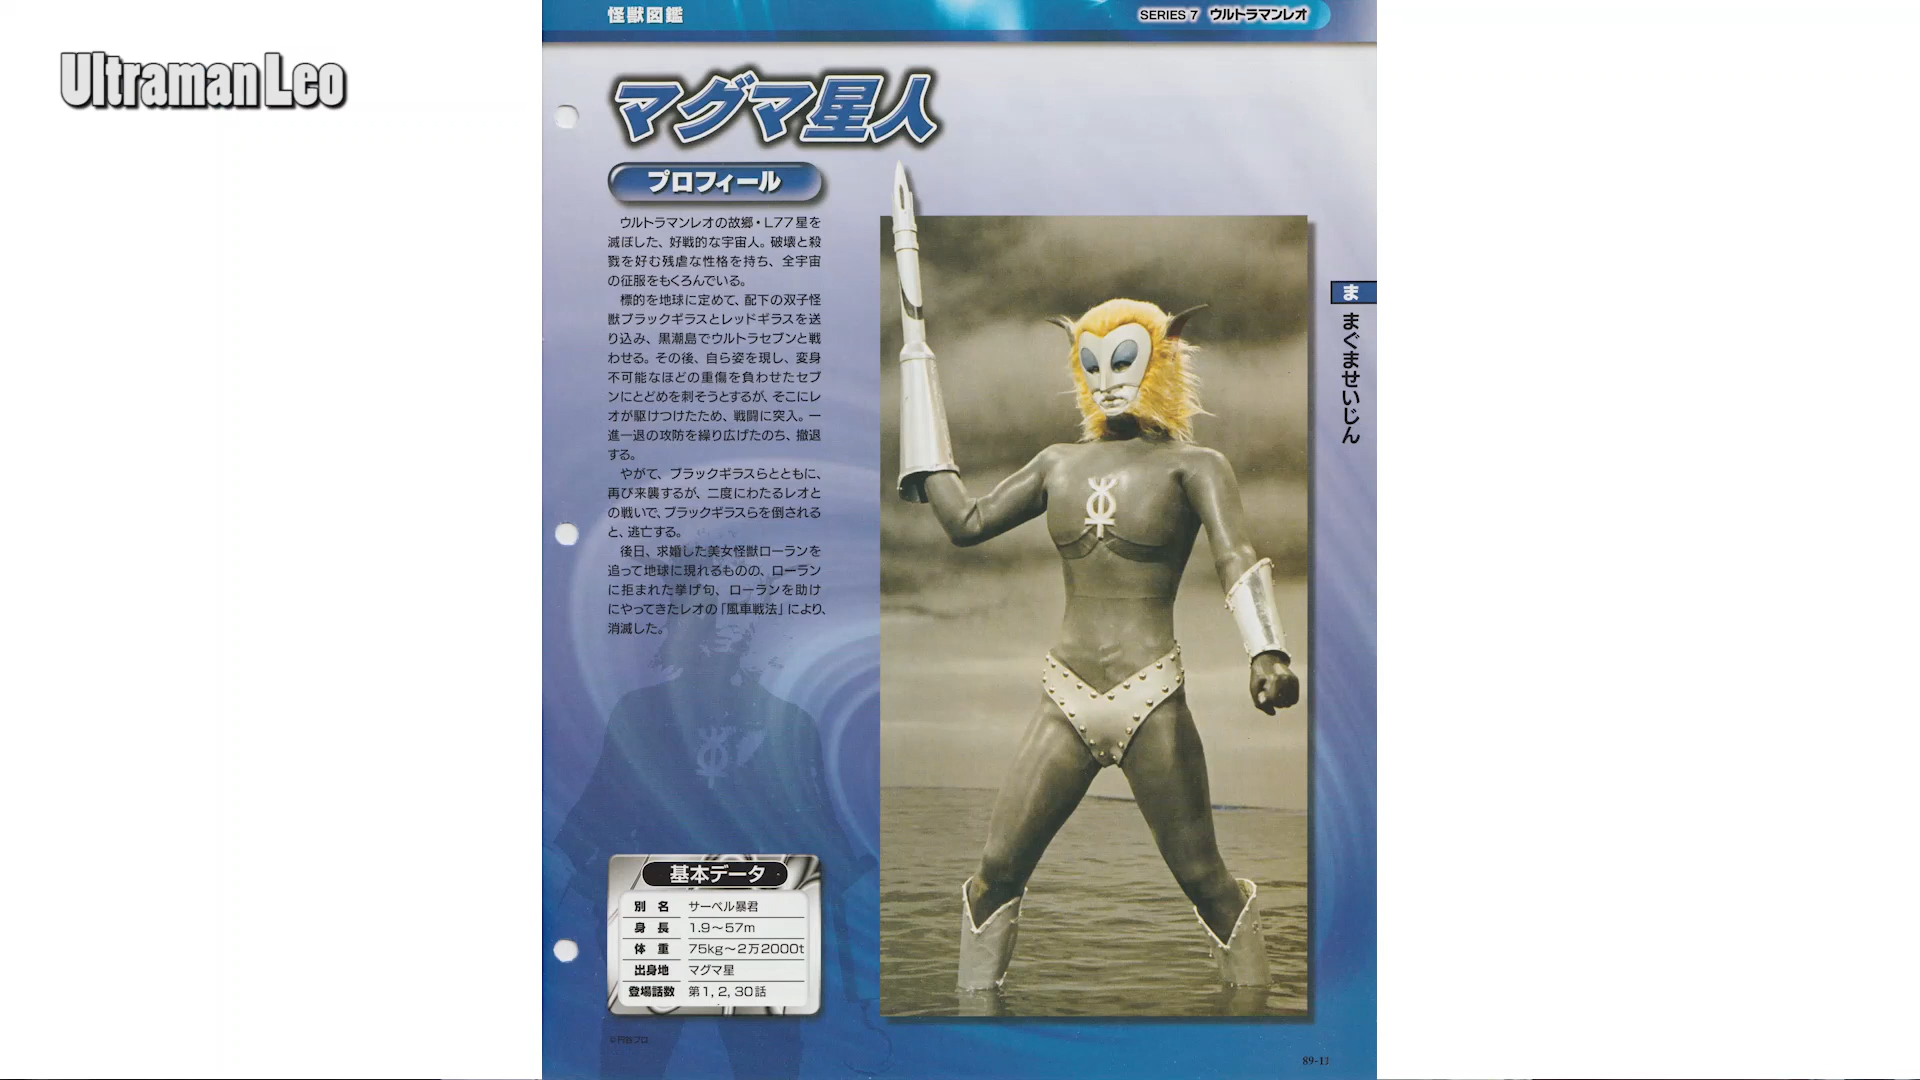 怪獣図鑑
SERIES 7 ウルトラマンレオ
Ultraman Leo
マグマ星人
プロフィール
ウルトラマンレオの故郷・L77星を
滅ぼした、好戦的な宇宙人。破壊と殺
戮を好む残虐な性格を持ち、全宇宙
の征服をもくろんでいる。
標的を地球に定めて、配下の双子怪
獣ブラックギラスとレッドギラスを送
り込み、黒潮島でウルトラセブンと戦
わせる。その後、自ら姿を現し、変身
不可能なほどの重傷を負わせたセブ
ンにとどめを刺そうとするが、そこにレ
オが駆けつけたため、戦闘に突入。一
進一退の攻防を繰り広げたのち、撤退
する。
やがて、ブラックギラスらとともに、
再び来襲するが、二度にわたるレオと
の戦いで、ブラックギラスらを倒される
と、逃亡する。
後日、求婚した美女怪獣ローランを
追って地球に現れるものの、ローラン
に拒まれた挙げ句、ローランを助け
にやってきたレオの「風車戦法」により、
消滅した。
ま
まぐませいじん
基本データ
別 名 サーベル暴君
身 長 1.9〜57m
体 重 75kg〜2万2000t
出身地 マグマ星
登場話数 第1, 2, 30話
©円谷プロ
89-13